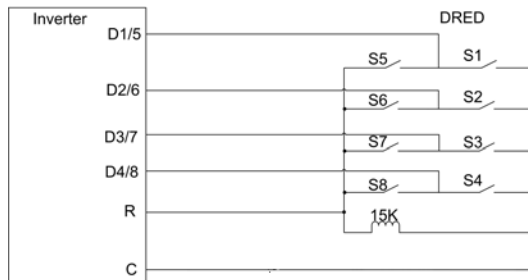 Inverter
DRED
D1/5
S5
S1
D2/6
S6
S2
D3/7
S7
S3
D4/8
S8
S4
R
15K
C